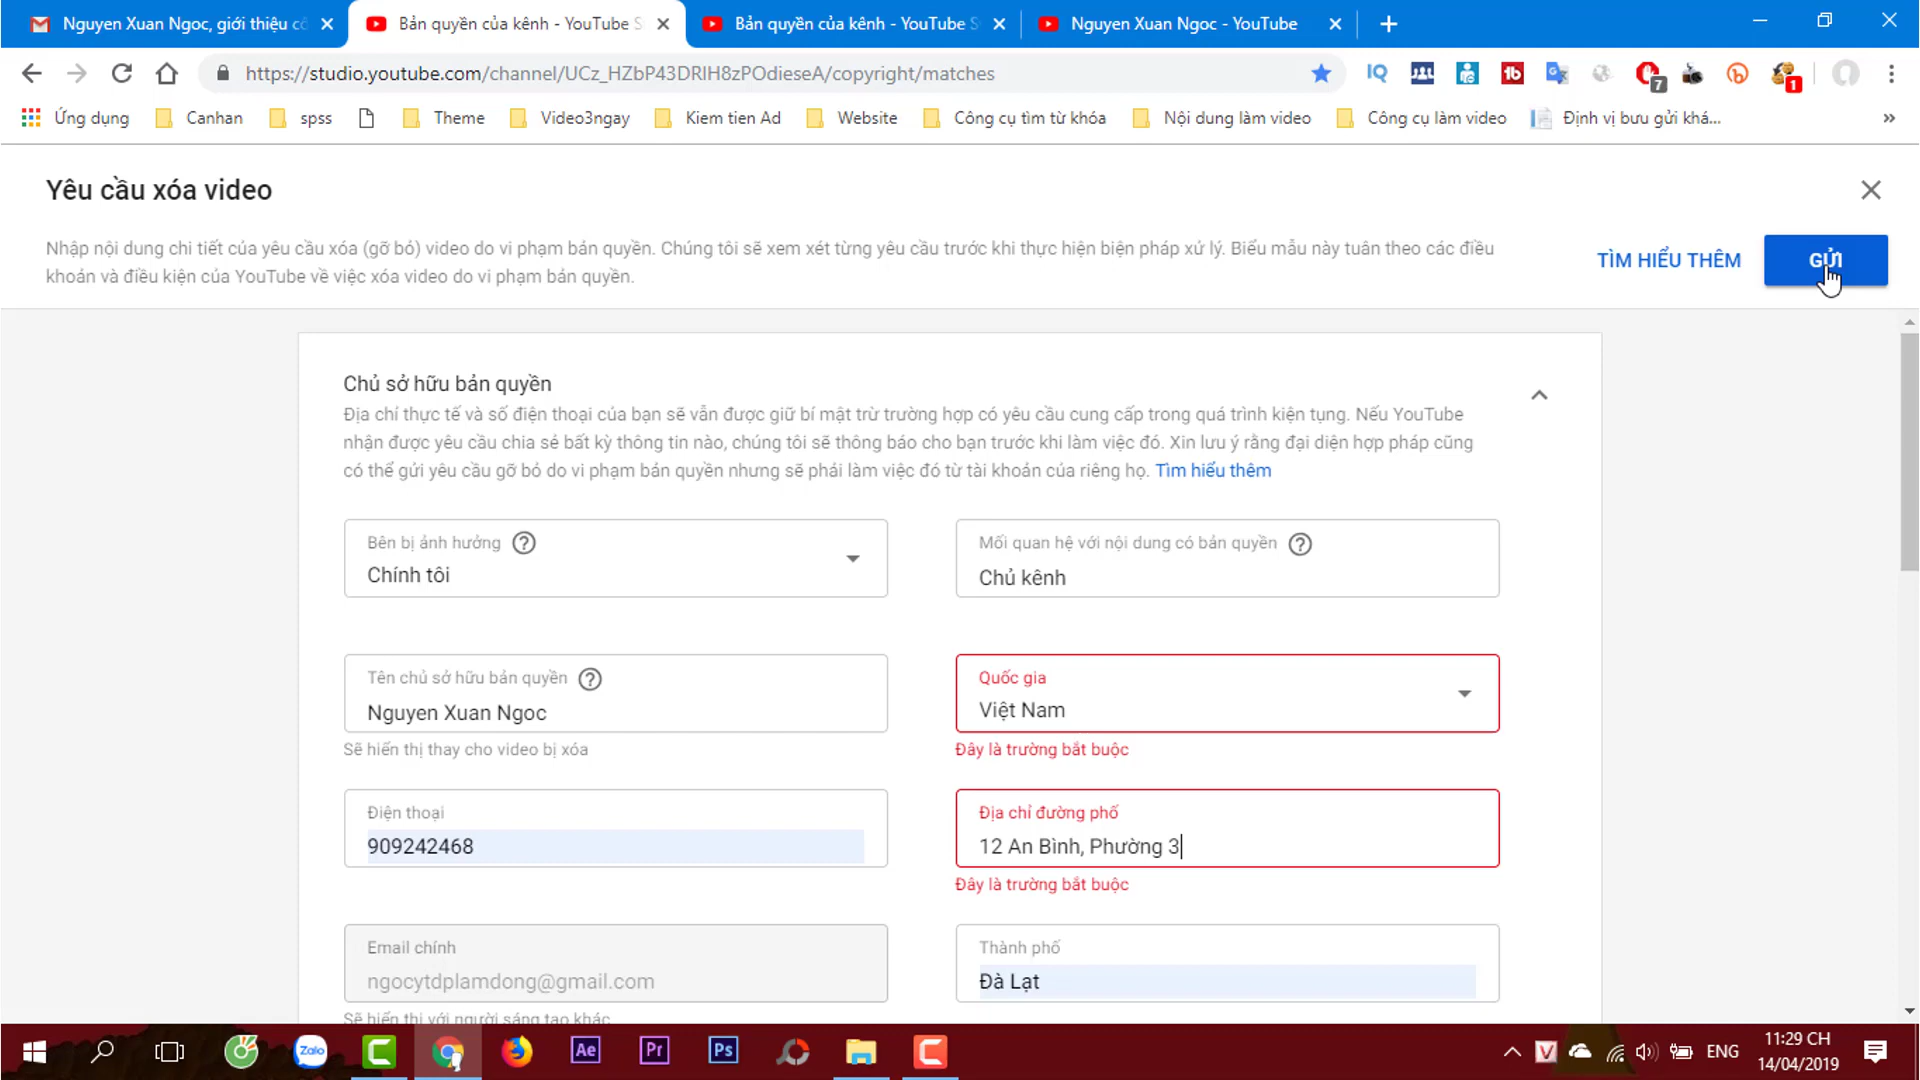 Nguyen Xuan Ngoc, giới thiệu cô
Bản quyền của kênh - YouTube S
Bản quyền của kênh - YouTube S
Nguyen Xuan Ngoc - YouTube
https://studio.youtube.com/channel/UCz_HZbP43DRIH8zPOdieseA/copyright/matches
IQ
7
1
Ứng dụng
Canhan
spss
Theme
Video3ngay
Kiem tien Ad
Website
Công cụ tìm từ khóa
Nội dung làm video
Công cụ làm video
Định vị bưu gửi khá...
»
Yêu cầu xóa video
Nhập nội dung chi tiết của yêu cầu xóa (gỡ bỏ) video do vi phạm bản quyền. Chúng tôi sẽ xem xét từng yêu cầu trước khi thực hiện biện pháp xử lý. Biểu mẫu này tuân theo các điều
khoản và điều kiện của YouTube về việc xóa video do vi phạm bản quyền.
TÌM HIỂU THÊM
GỬI
Chủ sở hữu bản quyền
Địa chỉ thực tế và số điện thoại của bạn sẽ vẫn được giữ bí mật trừ trường hợp có yêu cầu cung cấp trong quá trình kiện tụng. Nếu YouTube
nhận được yêu cầu chia sẻ bất kỳ thông tin nào, chúng tôi sẽ thông báo cho bạn trước khi làm việc đó. Xin lưu ý rằng đại diện hợp pháp cũng
có thể gửi yêu cầu gỡ bỏ do vi phạm bản quyền nhưng sẽ phải làm việc đó từ tài khoản của riêng họ. Tìm hiểu thêm
Bên bị ảnh hưởng
Chính tôi
Mối quan hệ với nội dung có bản quyền
Chủ kênh
Tên chủ sở hữu bản quyền
Nguyen Xuan Ngoc
Sẽ hiển thị thay cho video bị xóa
Quốc gia
Việt Nam
Đây là trường bắt buộc
Điện thoại
909242468
Địa chỉ đường phố
12 An Bình, Phường 3
Đây là trường bắt buộc
Email chính
ngocytdplamdong@gmail.com
Sẽ hiển thị với người sáng tạo khác
Thành phố
Đà Lạt
Zalo
Ae
Pr
Ps
ENG
11:29 CH
14/04/2019